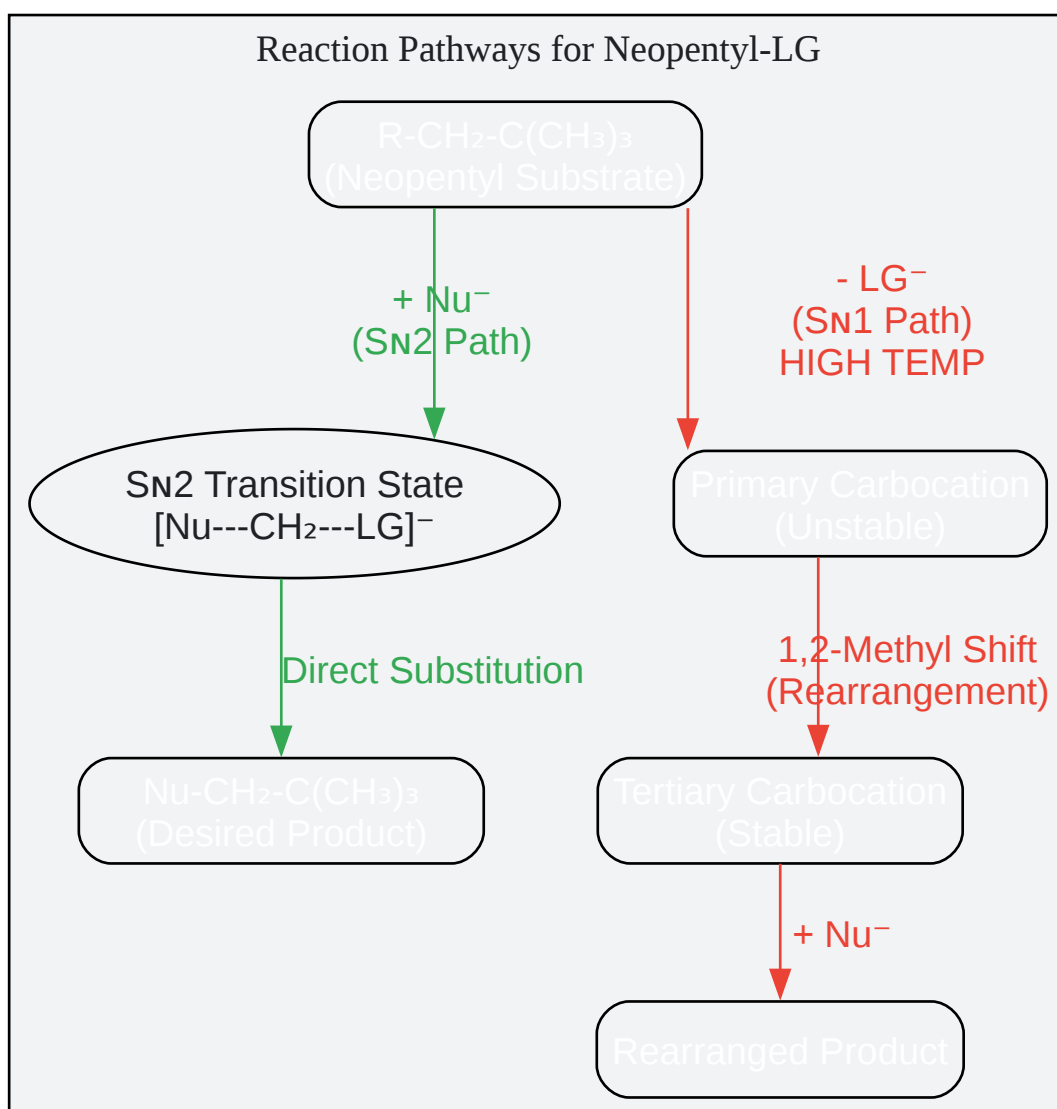 Reaction Pathways for Neopentyl-LG
R-CH₂-C(CH₃)₃
(Neopentyl Substrate)
+ Nu⁻
(Sɴ2 Path)
- LG⁻
(Sɴ1 Path)
HIGH TEMP
Sɴ2 Transition State
[Nu---CH₂---LG]⁻
Primary Carbocation
(Unstable)
Direct Substitution
1,2-Methyl Shift
(Rearrangement)
Nu-CH₂-C(CH₃)₃
(Desired Product)
Tertiary Carbocation
(Stable)
+ Nu⁻
Rearranged Product